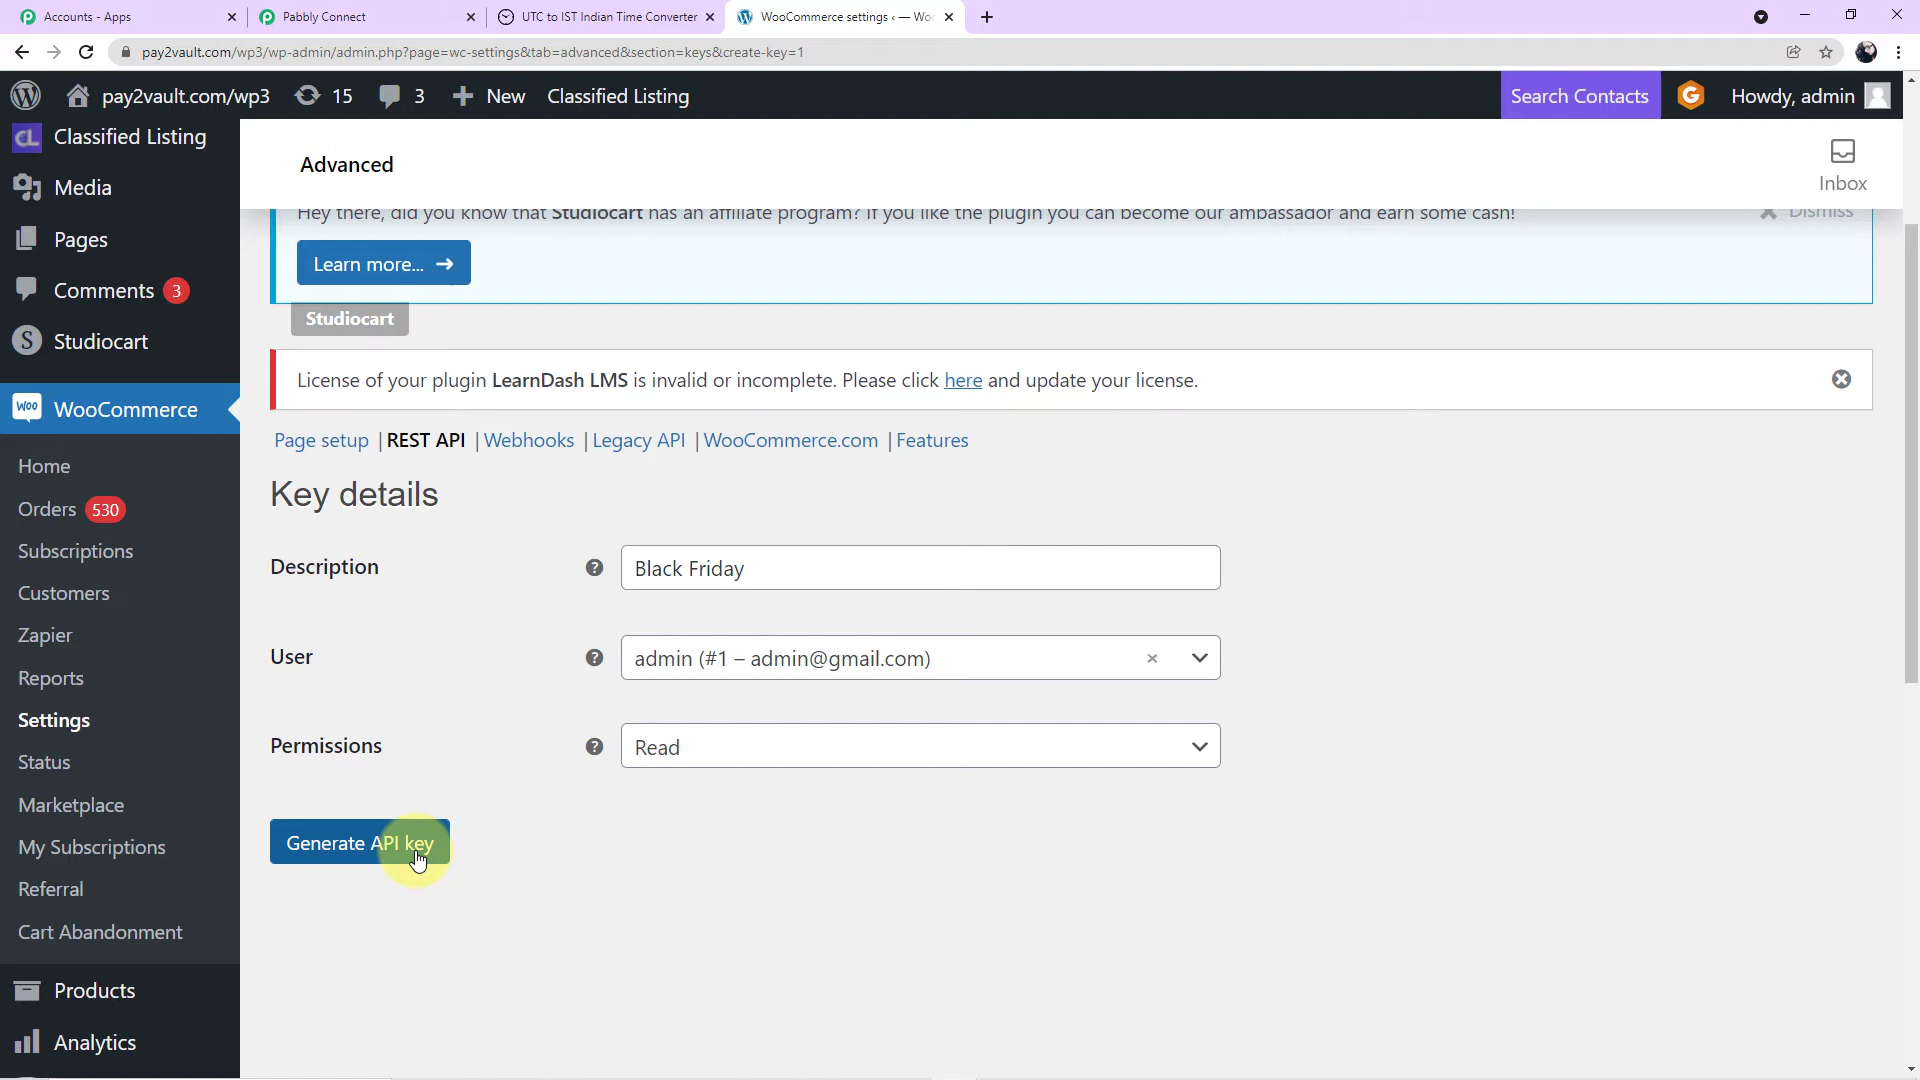 Accounts - Apps
Pabbly Connect
UTC to IST Indian Time Converter
WooCommerce settings ‹ — Wor
pay2vault.com/wp3/wp-admin/admin.php?page=wc-settings&tab=advanced&section=keys&create-key=1
pay2vault.com/wp3
15
3
New
Classified Listing
Search Contacts
Howdy, admin
CL Classified Listing
Media
Pages
Comments 3
S Studiocart
Woo WooCommerce
Home
Orders 530
Subscriptions
Customers
Zapier
Reports
Settings
Status
Marketplace
My Subscriptions
Referral
Cart Abandonment
Products
Analytics
Advanced
Inbox
Hey there, did you know that Studiocart has an affiliate program? If you like the plugin you can become our ambassador and earn some cash!
Dismiss
Learn more... →
Studiocart
License of your plugin LearnDash LMS is invalid or incomplete. Please click here and update your license.
Page setup | REST API | Webhooks | Legacy API | WooCommerce.com | Features
Key details
Description ? Black Friday
User ? admin (#1 – admin@gmail.com) ×
Permissions ? Read
Generate API key